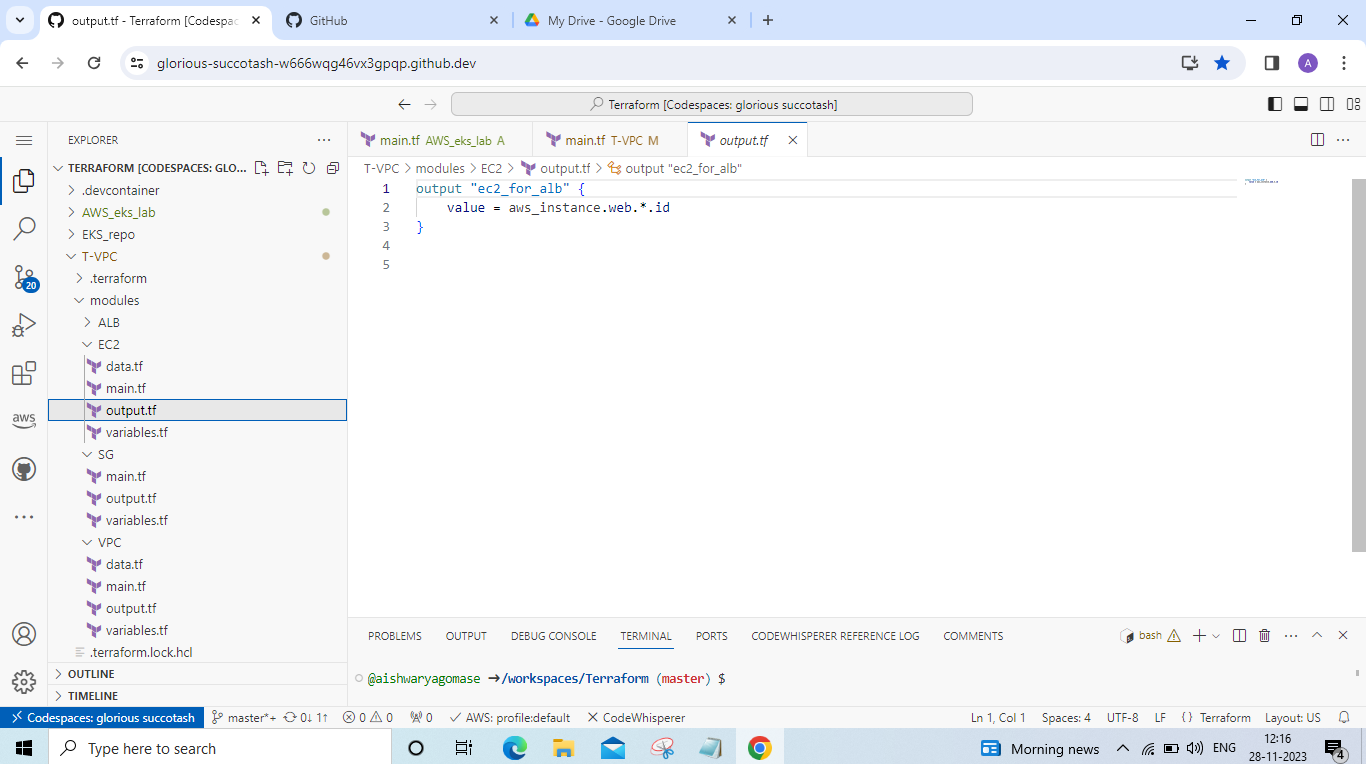 output.tf - Terraform [Codespac
GitHub
My Drive - Google Drive
glorious-succotash-w666wqg46vx3gpqp.github.dev
A
Terraform [Codespaces: glorious succotash]
EXPLORER
TERRAFORM [CODESPACES: GLO...
.devcontainer
AWS_eks_lab
EKS_repo
T-VPC
.terraform
modules
ALB
EC2
data.tf
main.tf
output.tf
variables.tf
SG
main.tf
output.tf
variables.tf
VPC
data.tf
main.tf
output.tf
variables.tf
.terraform.lock.hcl
OUTLINE
TIMELINE
20
aws
main.tf AWS_eks_lab A
main.tf T-VPC M
output.tf
T-VPC > modules > EC2 > output.tf > output "ec2_for_alb"
1 output "ec2_for_alb" {
2 value = aws_instance.web.*.id
3 }
4
5
PROBLEMS OUTPUT DEBUG CONSOLE TERMINAL PORTS CODEWHISPERER REFERENCE LOG COMMENTS
bash
@aishwaryagomase ➜/workspaces/Terraform (master) $
Codespaces: glorious succotash master*+ 0↓ 1↑ 0 0 0 AWS: profile:default CodeWhisperer
Ln 1, Col 1 Spaces: 4 UTF-8 LF {} Terraform Layout: US
Type here to search
Morning news
ENG
12:16
28-11-2023
4